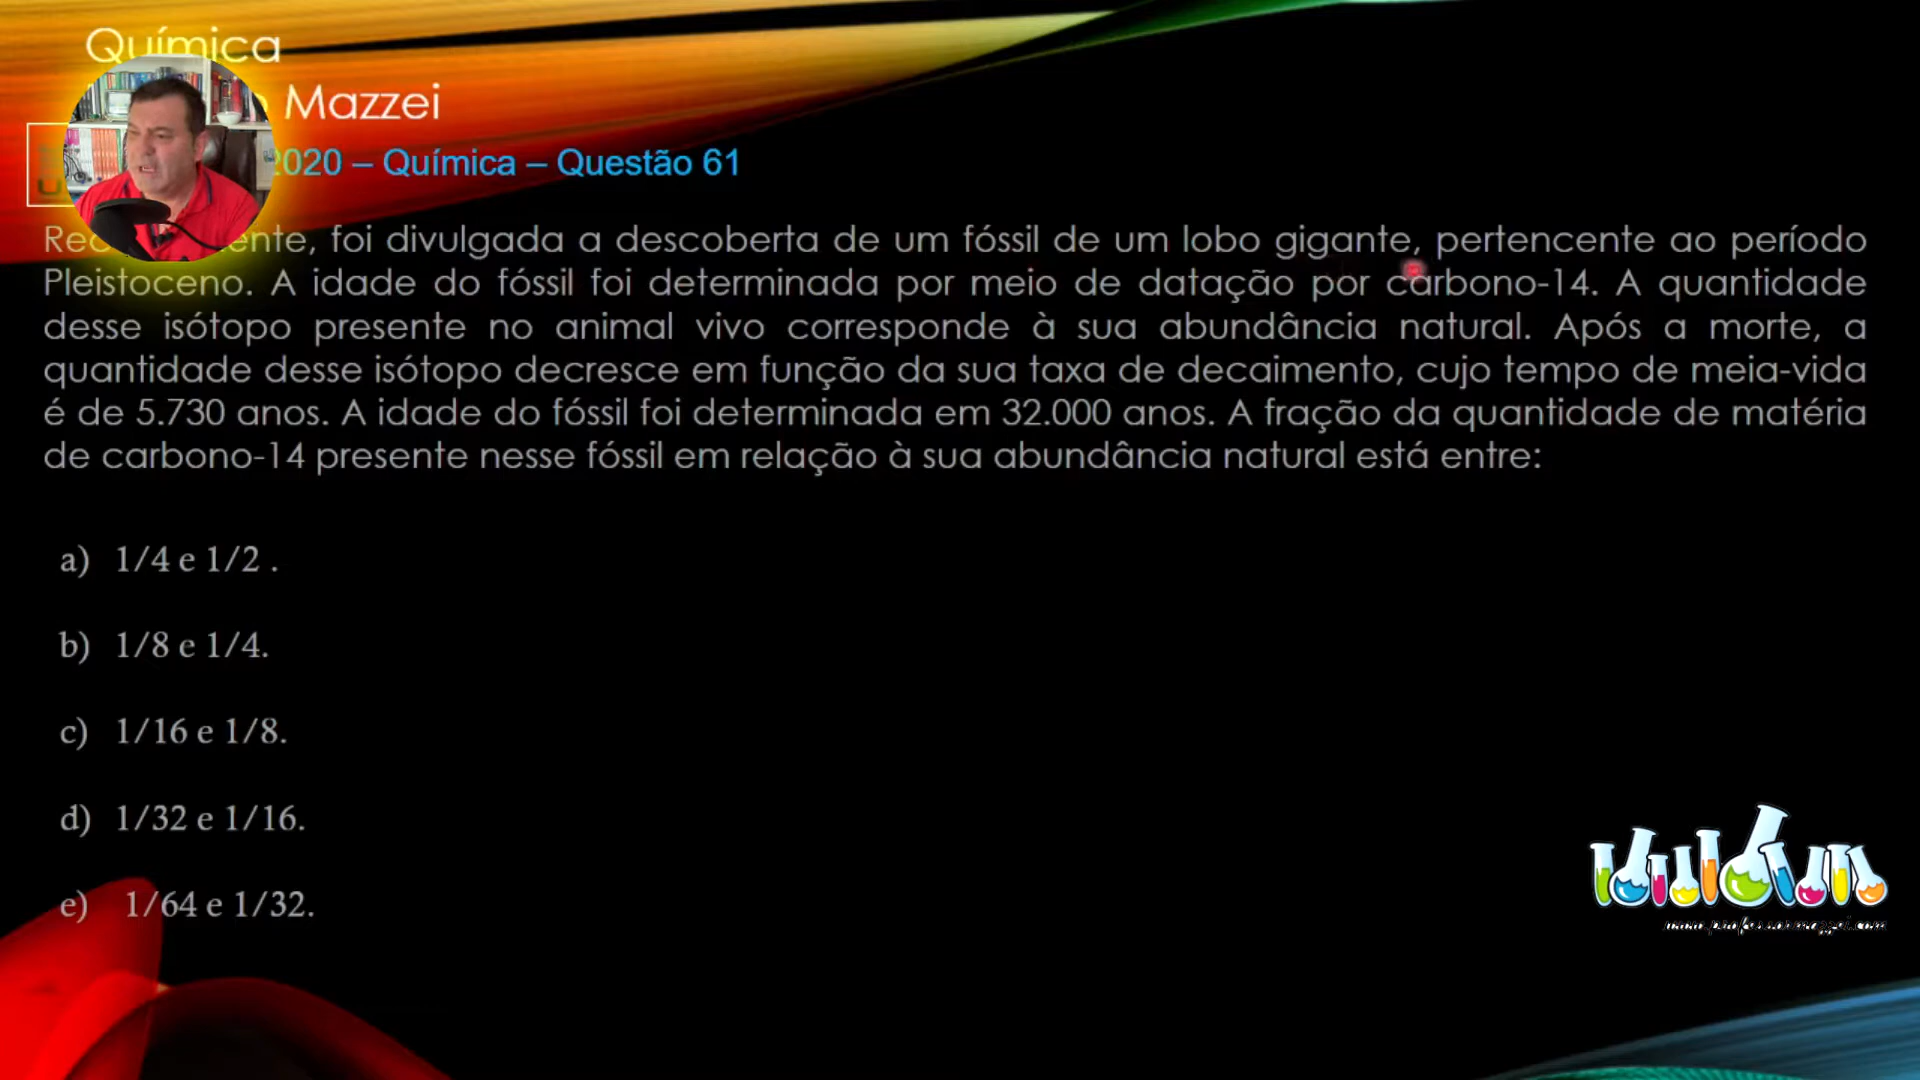 Química
Mazzei
2020 – Química – Questão 61
foi divulgada a descoberta de um fóssil de um lobo gigante, pertencente ao período
Pleistoceno. A idade do fóssil foi determinada por meio de datação por carbono-14. A quantidade
desse isótopo presente no animal vivo corresponde à sua abundância natural. Após a morte, a
quantidade desse isótopo decresce em função da sua taxa de decaimento, cujo tempo de meia-vida
é de 5.730 anos. A idade do fóssil foi determinada em 32.000 anos. A fração da quantidade de matéria
de carbono-14 presente nesse fóssil em relação à sua abundância natural está entre:
a) 1/4 e 1/2 .
b) 1/8 e 1/4.
c) 1/16 e 1/8.
d) 1/32 e 1/16.
e) 1/64 e 1/32.
www.professormazzei.com